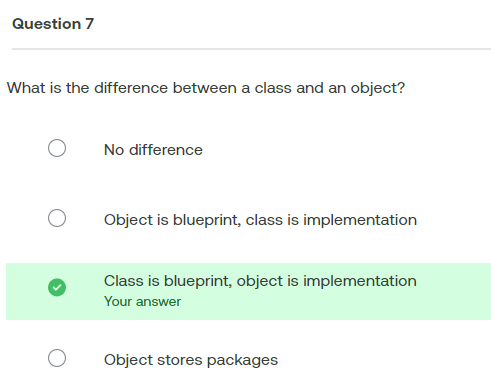 Question 7
What is the difference between a class and an object?
No difference
Object is blueprint, class is implementation
Class is blueprint, object is implementation
Your answer
Object stores packages